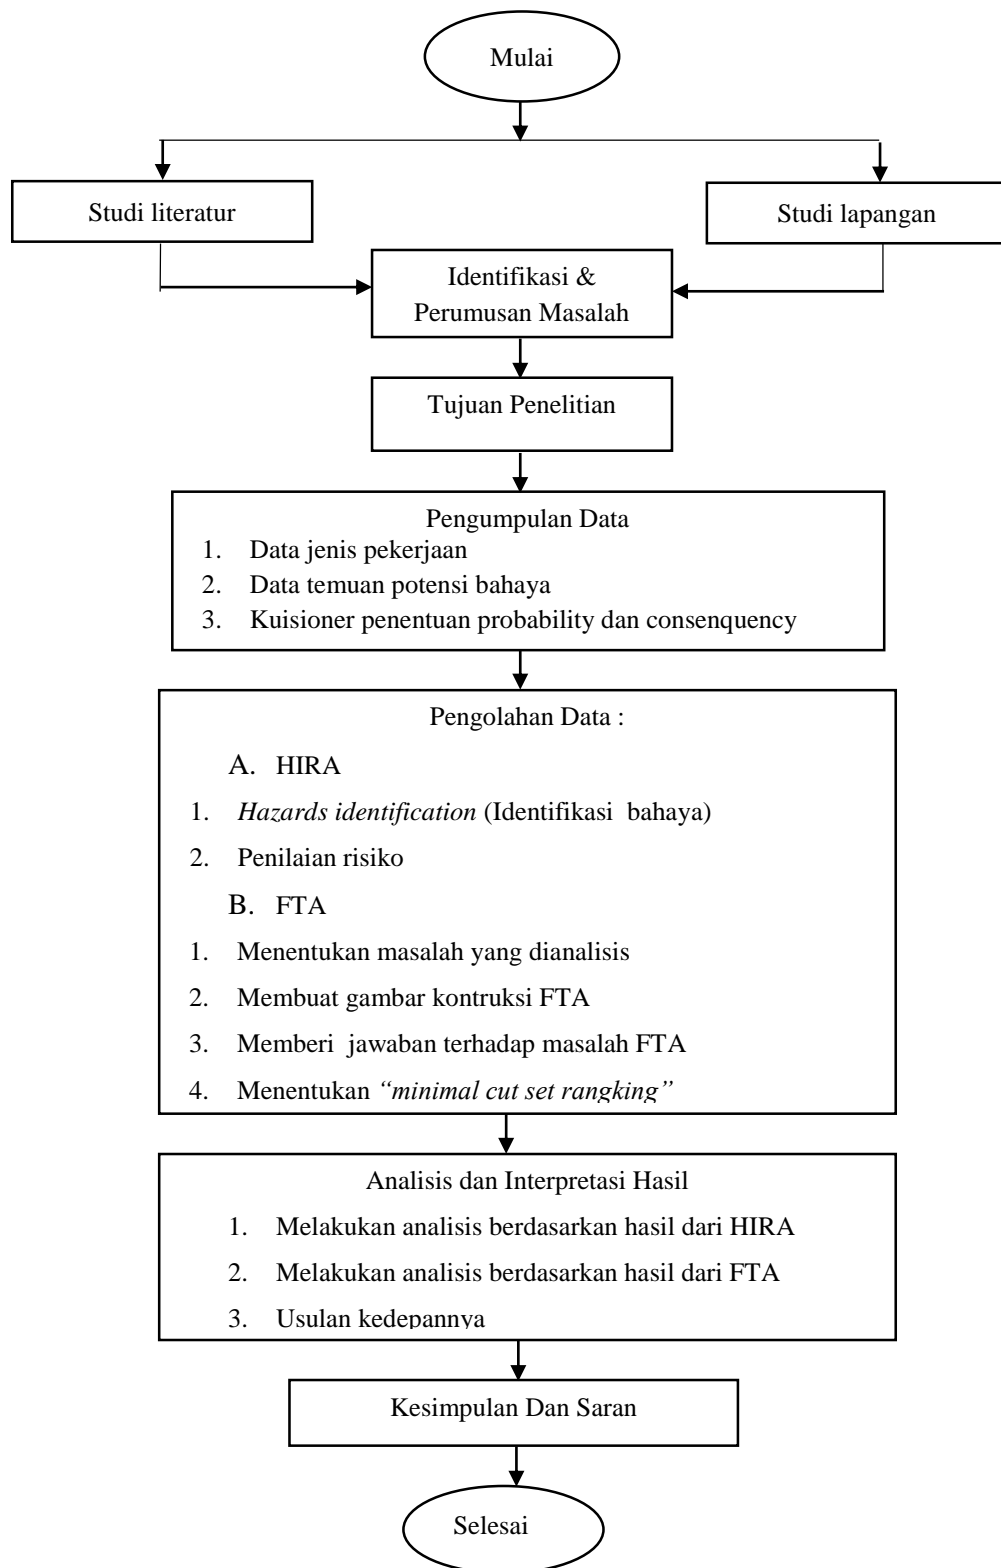 Mulai
Studi literatur
Studi lapangan
Identifikasi &
Perumusan Masalah
Tujuan Penelitian
Pengumpulan Data
1. Data jenis pekerjaan
2. Data temuan potensi bahaya
3. Kuisioner penentuan probability dan consenquency
Pengolahan Data :
A. HIRA
1. Hazards identification (Identifikasi bahaya)
2. Penilaian risiko
B. FTA
1. Menentukan masalah yang dianalisis
2. Membuat gambar kontruksi FTA
3. Memberi jawaban terhadap masalah FTA
4. Menentukan “minimal cut set rangking”
Analisis dan Interpretasi Hasil
1. Melakukan analisis berdasarkan hasil dari HIRA
2. Melakukan analisis berdasarkan hasil dari FTA
3. Usulan kedepannya
Kesimpulan Dan Saran
Selesai